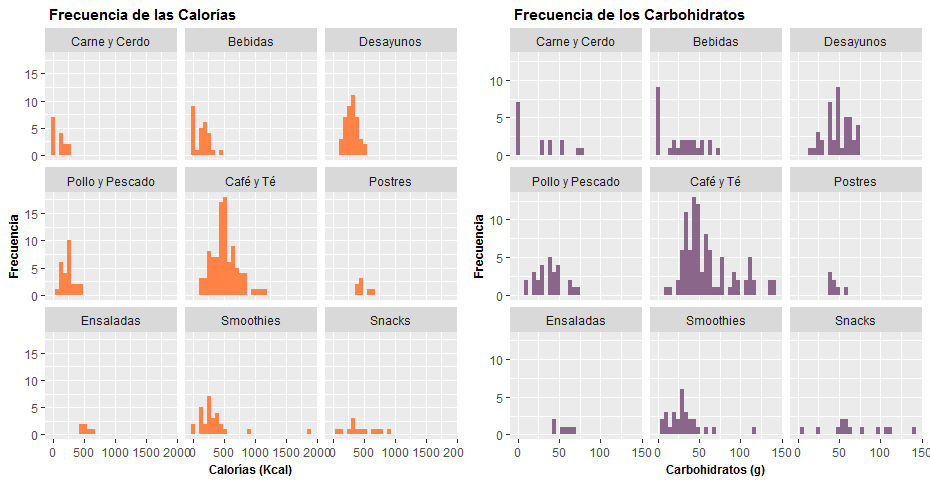 Frecuencia de las Calorías
Carne y Cerdo Bebidas Desayunos
15
10
5
0
Pollo y Pescado Café y Té Postres
15
10
5
0
Ensaladas Smoothies Snacks
15
10
5
0
0 500 1000 1500 2000 500 1000 1500 2000 500 1000 1500 200
Calorías (Kcal)
Frecuencia
Frecuencia de los Carbohidratos
Carne y Cerdo Bebidas Desayunos
10
5
0
Pollo y Pescado Café y Té Postres
10
5
0
Ensaladas Smoothies Snacks
10
5
0
0 50 100 150 0 50 100 150 0 50 100 150
Carbohidratos (g)
Frecuencia